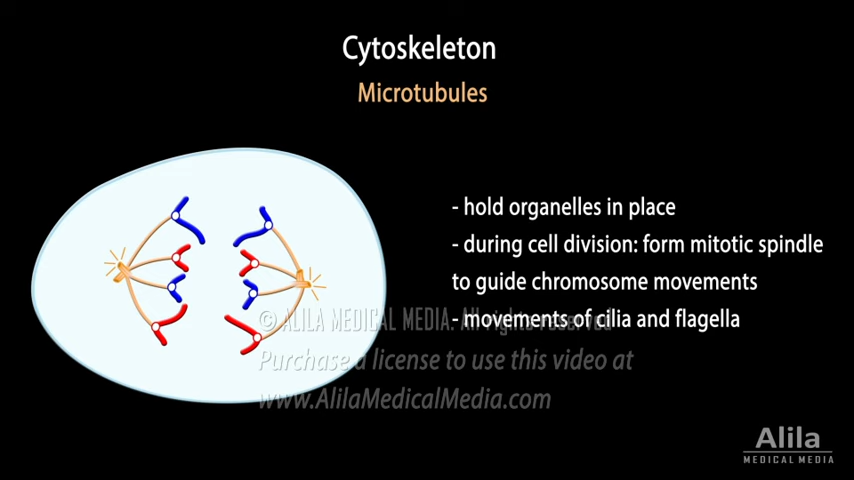 Cytoskeleton
Microtubules
- hold organelles in place
- during cell division: form mitotic spindle
to guide chromosome movements
- movements of cilia and flagella
© ALILA MEDICAL MEDIA. All rights reserved
Purchase a license to use this video at
www.AlilaMedicalMedia.com
Alila
MEDICAL MEDIA